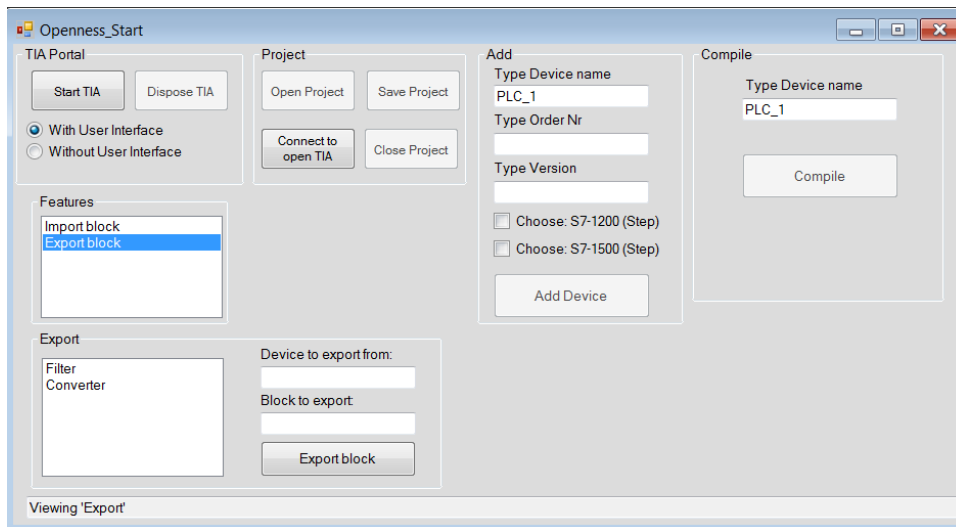 Openness_Start
TIA Portal
Start TIA
Dispose TIA
With User Interface
Without User Interface
Project
Open Project
Save Project
Connect to
open TIA
Close Project
Add
Type Device name
PLC_1
Type Order Nr
Type Version
Choose: S7-1200 (Step)
Choose: S7-1500 (Step)
Add Device
Compile
Type Device name
PLC_1
Compile
Features
Import block
Export block
Export
Filter
Converter
Device to export from:
Block to export:
Export block
Viewing 'Export'